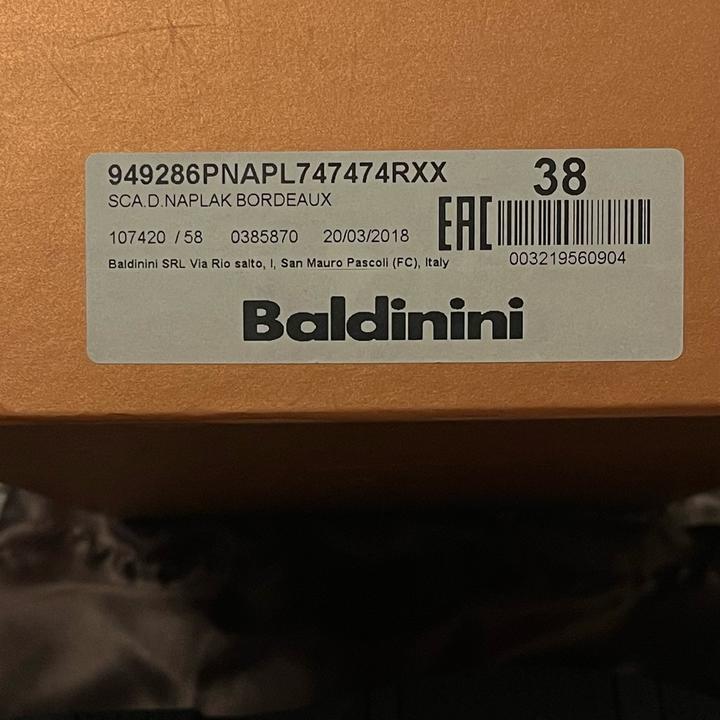 949286PNAPL747474RXX 38
SCA.D.NAPLAK BORDEAUX
107420 / 58 0385870 20/03/2018 EAC
003219560904
Baldinini SRL Via Rio salto, I, San Mauro Pascoli (FC), Italy
Baldinini